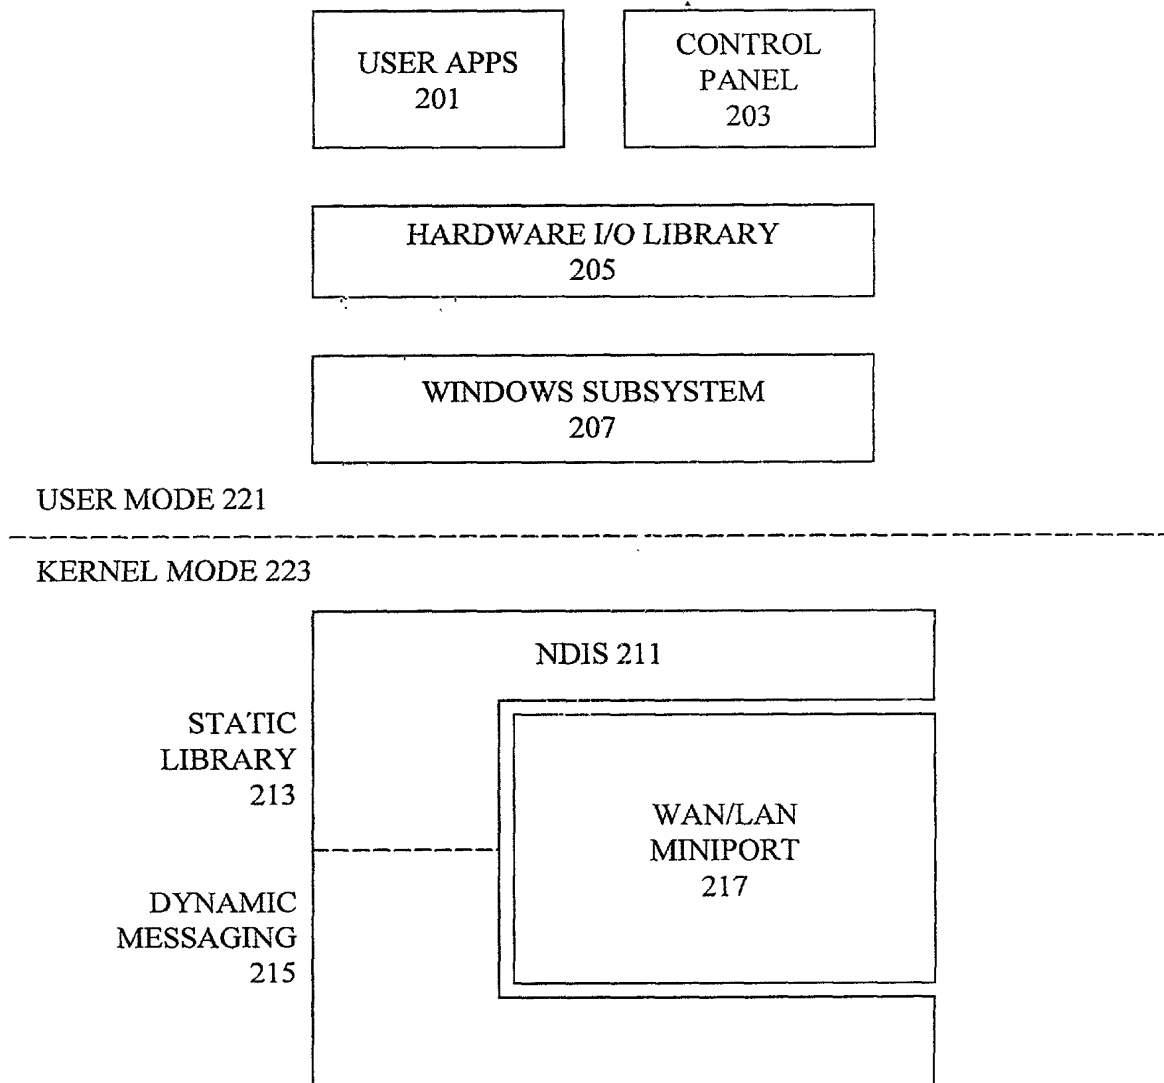 USER APPS
201
CONTROL
PANEL
203
HARDWARE I/O LIBRARY
205
WINDOWS SUBSYSTEM
207
USER MODE 221
KERNEL MODE 223
NDIS 211
STATIC
LIBRARY
213
WAN/LAN
MINIPORT
217
DYNAMIC
MESSAGING
215